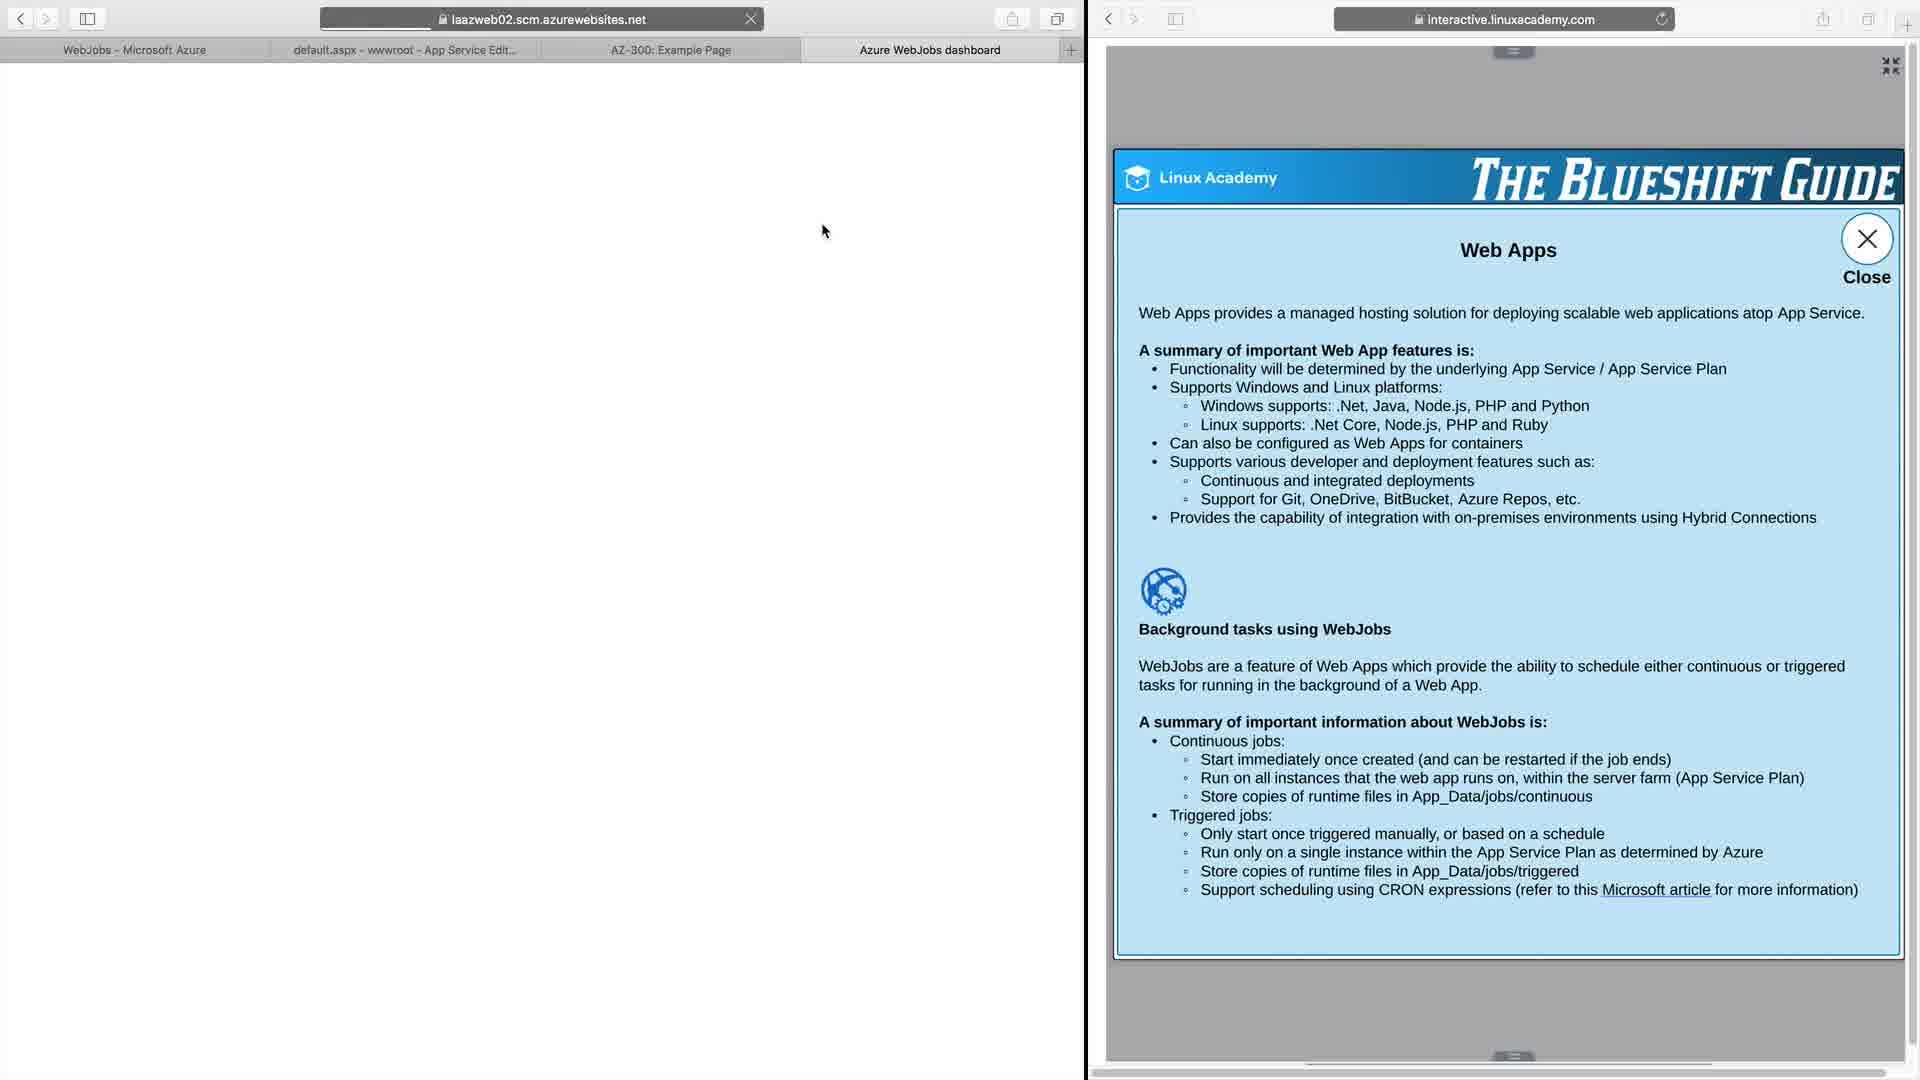 laazweb02.scm.azurewebsites.net
WebJobs - Microsoft Azure
default.aspx - wwwroot - App Service Edit...
AZ-300: Example Page
Azure WebJobs dashboard
interactive.linuxacademy.com
Linux Academy
THE BLUESHIFT GUIDE
Web Apps
Close
Web Apps provides a managed hosting solution for deploying scalable web applications atop App Service.
A summary of important Web App features is:
• Functionality will be determined by the underlying App Service / App Service Plan
• Supports Windows and Linux platforms:
◦ Windows supports: .Net, Java, Node.js, PHP and Python
◦ Linux supports: .Net Core, Node.js, PHP and Ruby
• Can also be configured as Web Apps for containers
• Supports various developer and deployment features such as:
◦ Continuous and integrated deployments
◦ Support for Git, OneDrive, BitBucket, Azure Repos, etc.
• Provides the capability of integration with on-premises environments using Hybrid Connections
Background tasks using WebJobs
WebJobs are a feature of Web Apps which provide the ability to schedule either continuous or triggered
tasks for running in the background of a Web App.
A summary of important information about WebJobs is:
• Continuous jobs:
◦ Start immediately once created (and can be restarted if the job ends)
◦ Run on all instances that the web app runs on, within the server farm (App Service Plan)
◦ Store copies of runtime files in App_Data/jobs/continuous
• Triggered jobs:
◦ Only start once triggered manually, or based on a schedule
◦ Run only on a single instance within the App Service Plan as determined by Azure
◦ Store copies of runtime files in App_Data/jobs/triggered
◦ Support scheduling using CRON expressions (refer to this Microsoft article for more information)